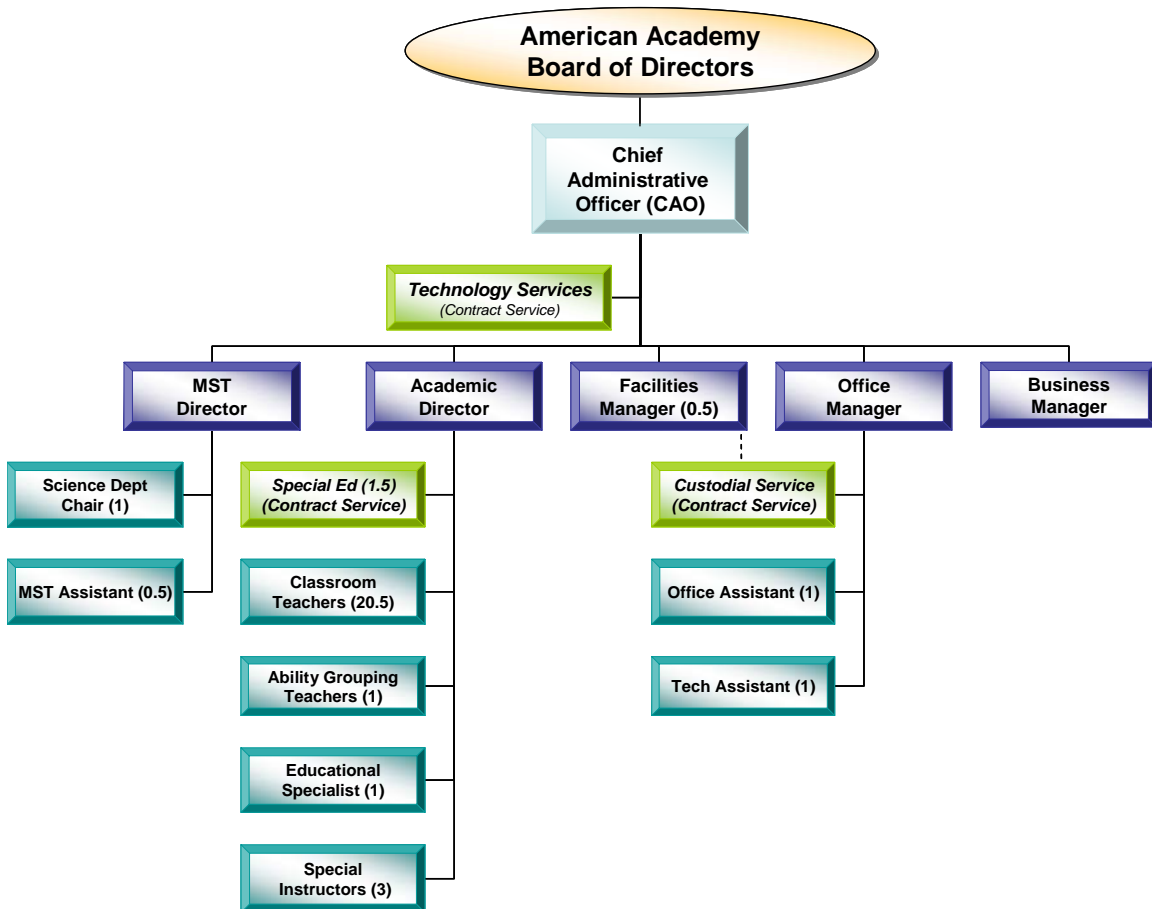 American Academy
Board of Directors
Chief
Administrative
Officer (CAO)
Technology Services
(Contract Service)
MST
Director
Academic
Director
Facilities
Manager (0.5)
Office
Manager
Business
Manager
Science Dept
Chair (1)
MST Assistant (0.5)
Special Ed (1.5)
(Contract Service)
Classroom
Teachers (20.5)
Ability Grouping
Teachers (1)
Educational
Specialist (1)
Special
Instructors (3)
Custodial Service
(Contract Service)
Office Assistant (1)
Tech Assistant (1)